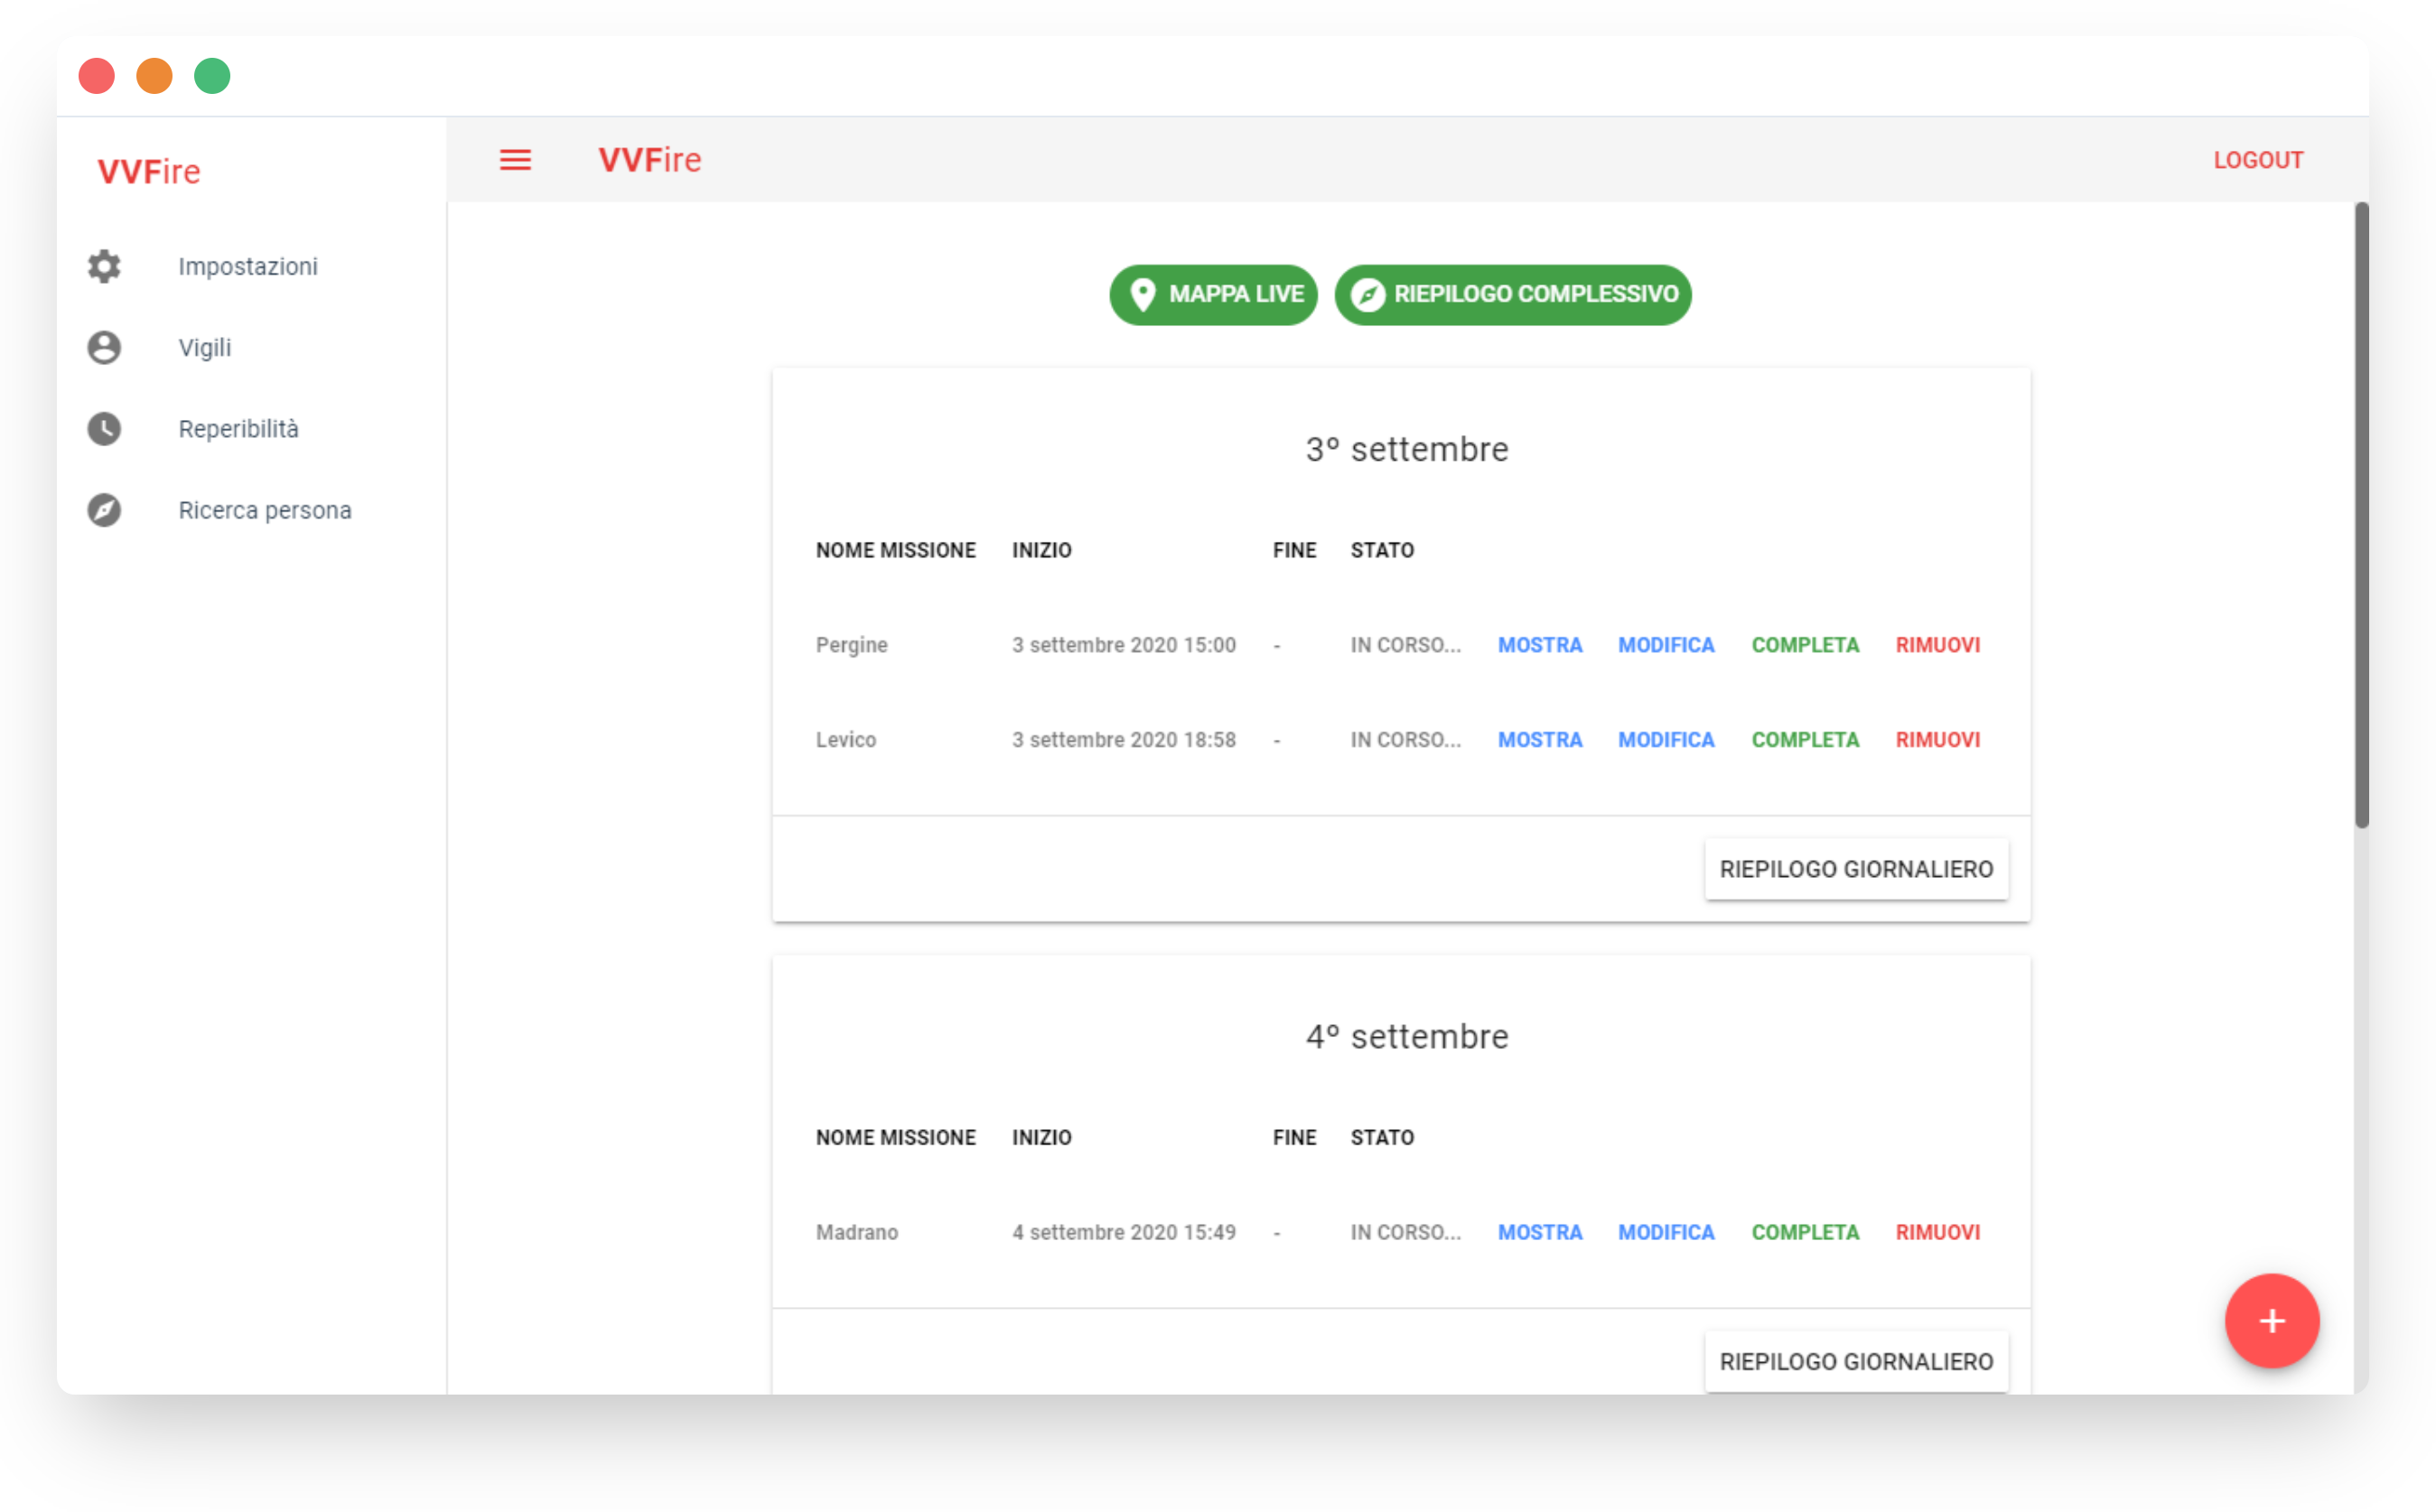 VVFire
Impostazioni
Vigili
Reperibilità
Ricerca persona
VVFire
LOGOUT
MAPPA LIVE
RIEPILOGO COMPLESSIVO
3º settembre
NOME MISSIONE INIZIO FINE STATO
Pergine 3 settembre 2020 15:00 - IN CORSO... MOSTRA MODIFICA COMPLETA RIMUOVI
Levico 3 settembre 2020 18:58 - IN CORSO... MOSTRA MODIFICA COMPLETA RIMUOVI
RIEPILOGO GIORNALIERO
4º settembre
NOME MISSIONE INIZIO FINE STATO
Madrano 4 settembre 2020 15:49 - IN CORSO... MOSTRA MODIFICA COMPLETA RIMUOVI
RIEPILOGO GIORNALIERO
+